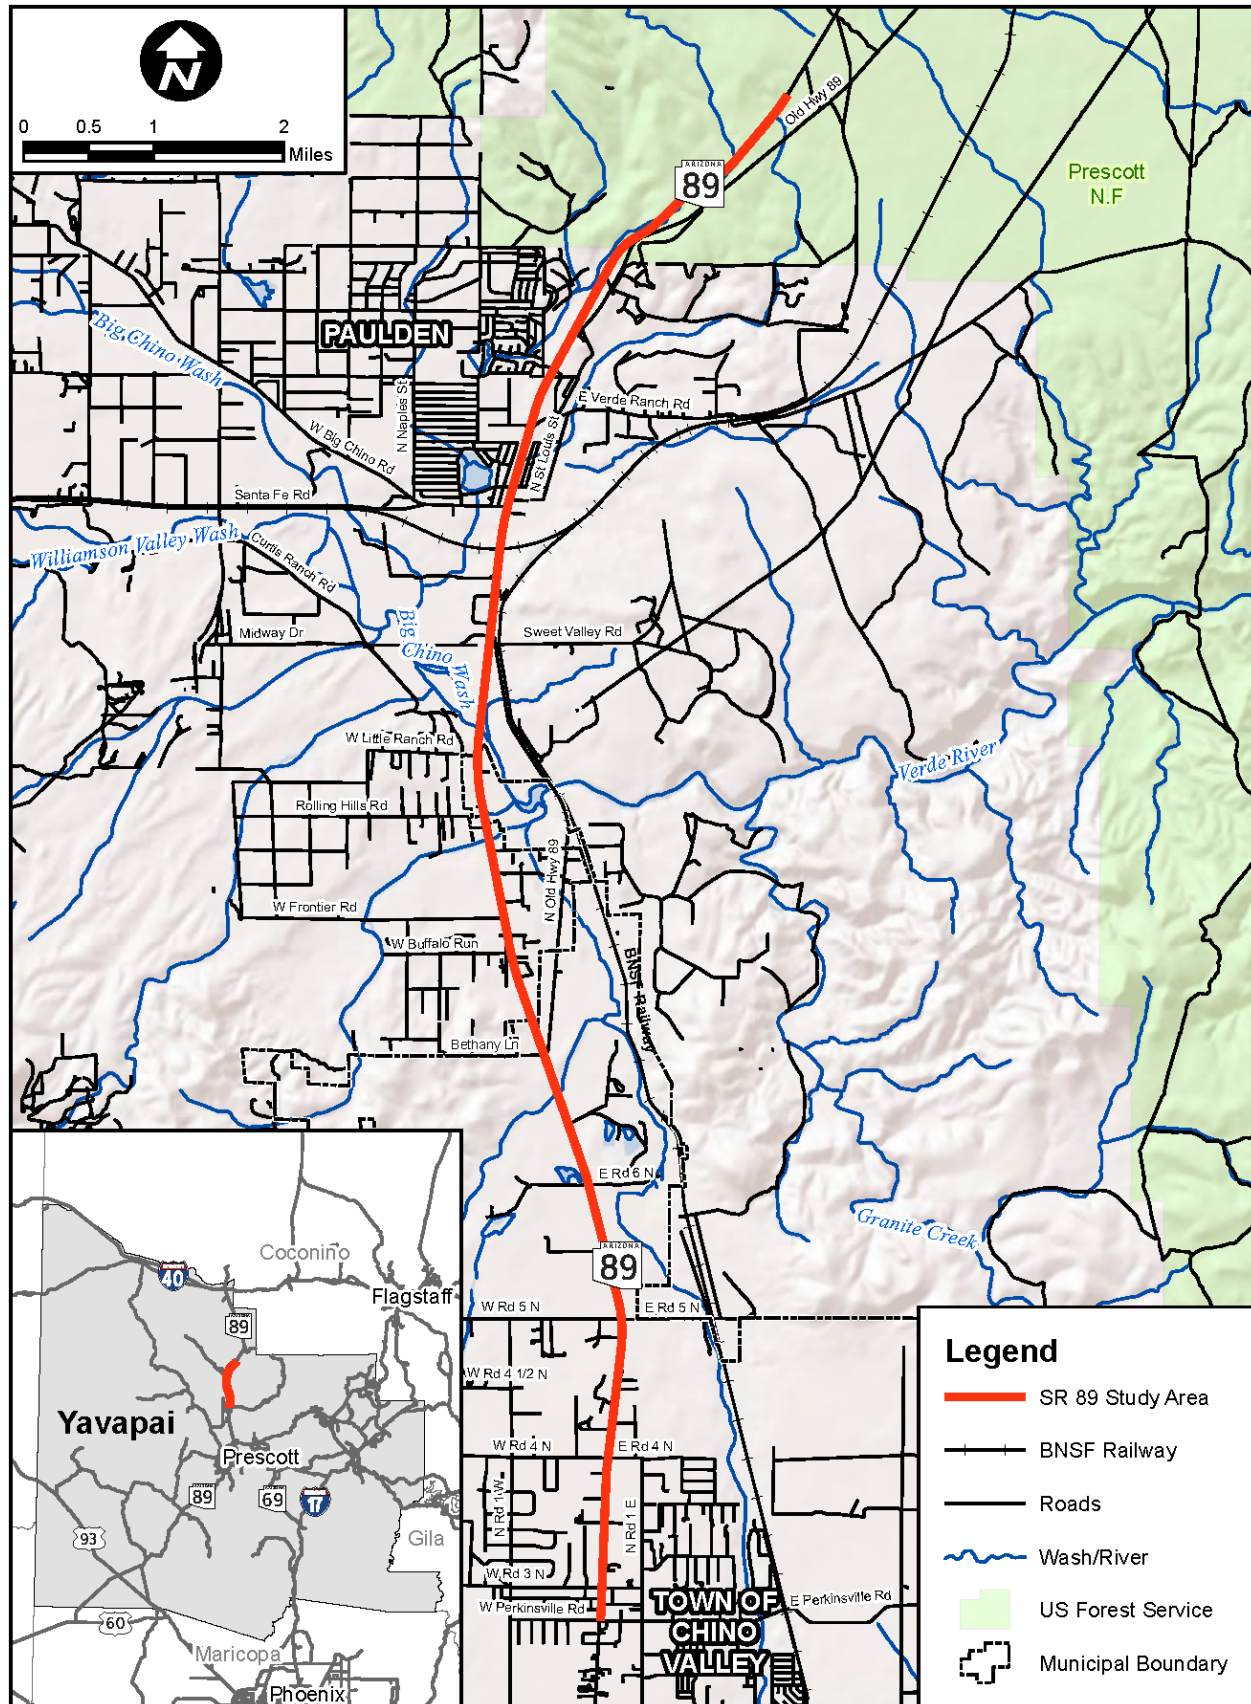 N
0 0.5 1 2
Miles
Old Hwy 89
ARIZONA
89
Prescott
N.F
PAULDEN
Big Chino Wash
N Naples St
E Verde Ranch Rd
N St Louis St
W Big Chino Rd
Santa Fe Rd
Williamson Valley Wash
Curtis Ranch Rd
Midway Dr
Big
Chino Wash
Sweet Valley Rd
W Little Ranch Rd
Verde River
Rolling Hills Rd
N Old Hwy 89
W Frontier Rd
W Buffalo Run
BNSF Railway
Bethany Ln
E Rd 6 N
Granite Creek
ARIZONA
89
W Rd 5 N
E Rd 5 N
W Rd 4 1/2 N
W Rd 4 N
E Rd 4 N
N Rd 1 W
N Rd 1 E
W Rd 3 N
W Perkinsville Rd
E Perkinsville Rd
TOWN OF
CHINO
VALLEY
Coconino
40
Flagstaff
89
Yavapai
Prescott
89
69
17
93
Gila
60
Maricopa
Phoenix
Legend
SR 89 Study Area
BNSF Railway
Roads
Wash/River
US Forest Service
Municipal Boundary